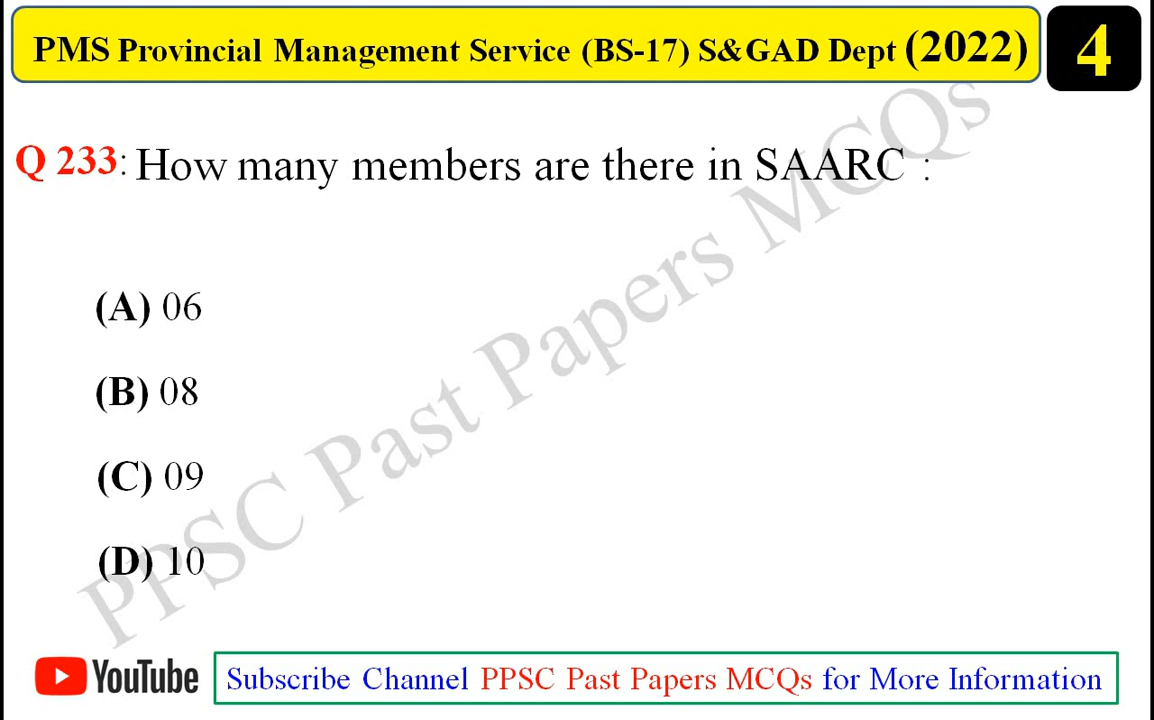 PMS Provincial Management Service (BS-17) S&GAD Dept (2022)
4
Q 233: How many members are there in SAARC :
(A) 06
(B) 08
(C) 09
(D) 10
PPSC Past Papers MCQs
YouTube
Subscribe Channel PPSC Past Papers MCQs for More Information